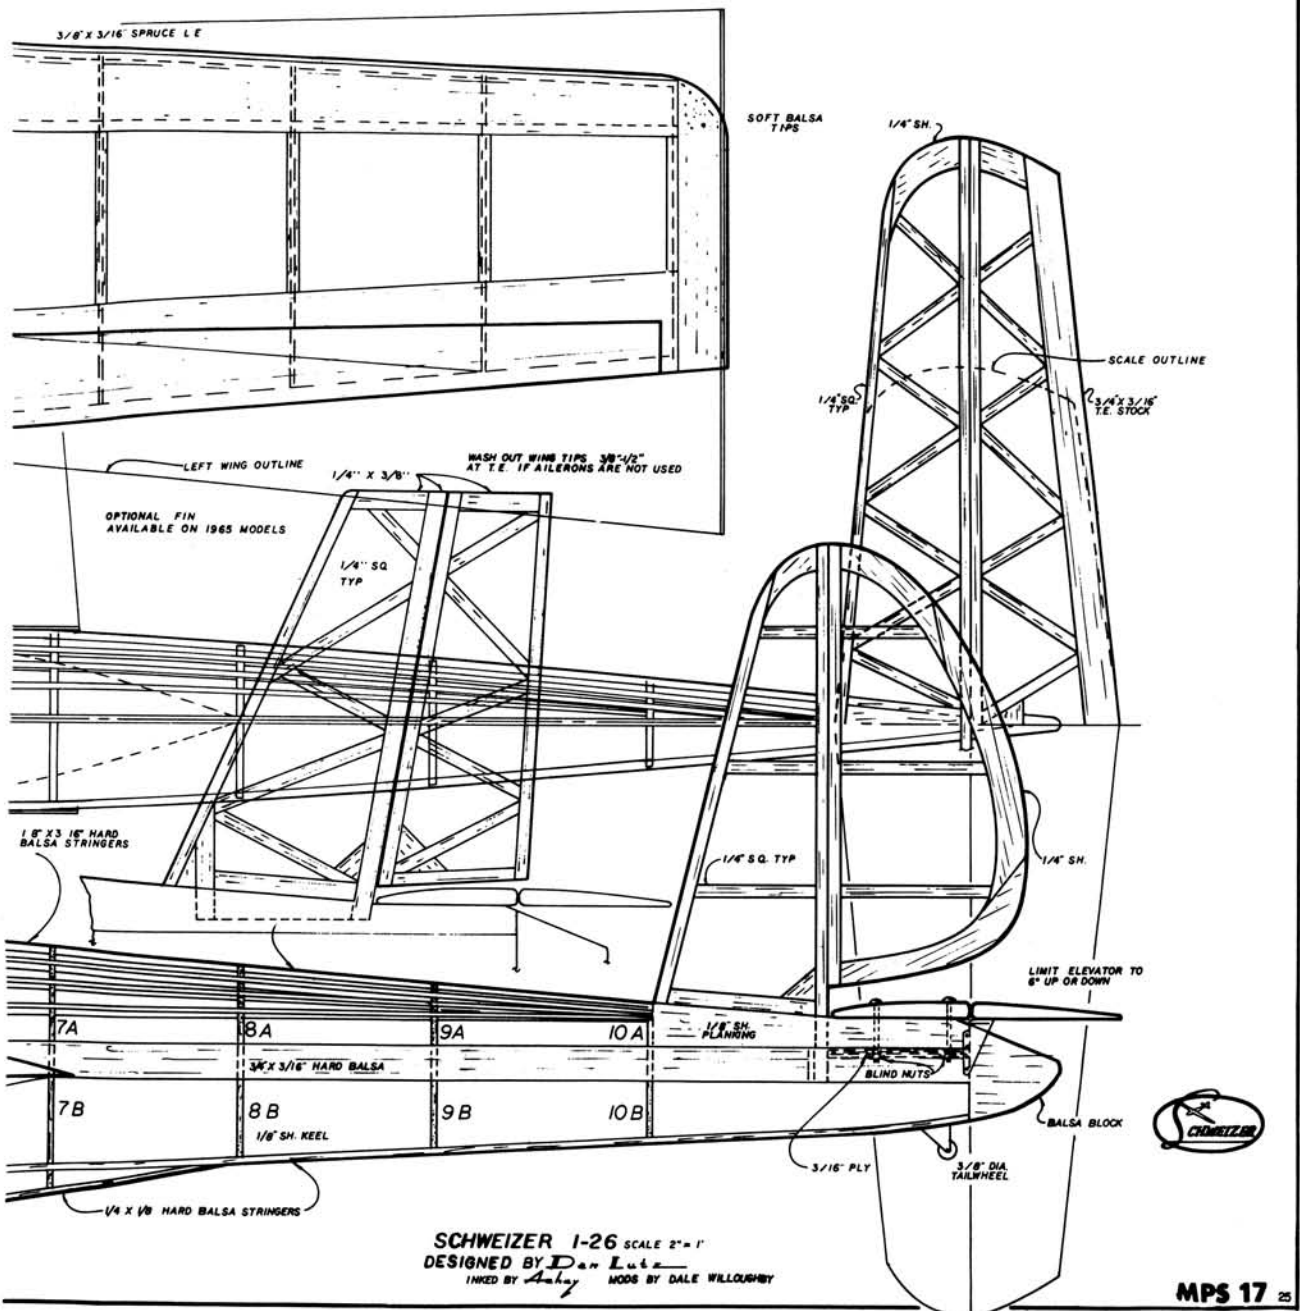 3/8" X 3/16" SPRUCE L E
SOFT BALSA
TIPS
1/4" SH.
SCALE OUTLINE
1/4" SQ.
TYP
3/4" X 3/16"
T.E. STOCK
LEFT WING OUTLINE
WASH OUT WING TIPS 3/8"-1/2"
AT T.E. IF AILERONS ARE NOT USED
1/4" X 3/8"
OPTIONAL FIN
AVAILABLE ON 1965 MODELS
1/4" SQ
TYP
1 8" X 3 16" HARD
BALSA STRINGERS
1/4" SQ. TYP
1/4" SH.
LIMIT ELEVATOR TO
6° UP OR DOWN
7A
8A
9A
10A
1/8" SH.
PLANKING
3/4" X 3/16" HARD BALSA
BLIND NUTS
7B
8B
9B
10B
1/8" SH. KEEL
BALSA BLOCK
SCHWEIZER
3/16" PLY
3/8" DIA.
TAILWHEEL
1/4 X 1/8 HARD BALSA STRINGERS
SCHWEIZER 1-26 SCALE 2" = 1'
DESIGNED BY Dan Lutz
INKED BY MODS BY DALE WILLOUGHBY
MPS 17 25